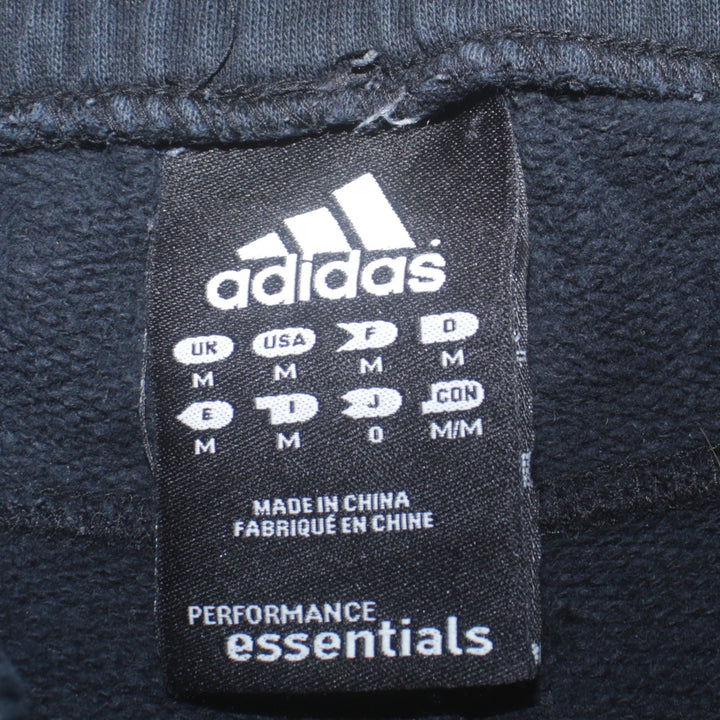 adidas
UK USA F D
M M M M
E I J CON
M M O M/M
MADE IN CHINA
FABRIQUÉ EN CHINE
PERFORMANCE
essentials